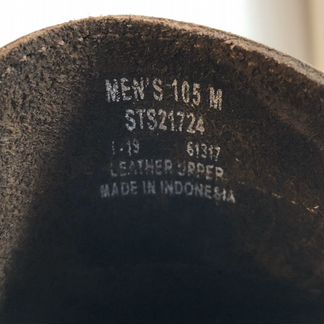 MEN'S 105 M
STS21724
1-19 61317
LEATHER UPPER
MADE IN INDONESIA